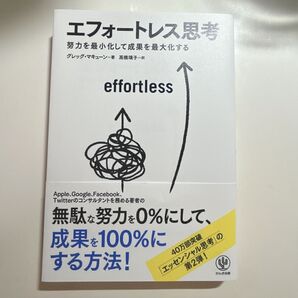 エフォートレス思考
努力を最小化して成果を最大化する
グレッグ・マキューン・著 高橋璃子・訳
effortless
Apple、Google、Facebook、
Twitterのコンサルタントを務める著者の
無駄な努力を0%にして、
成果を100%に
する方法!
40万部突破
『エッセンシャル思考』の
第2弾!
かんき出版